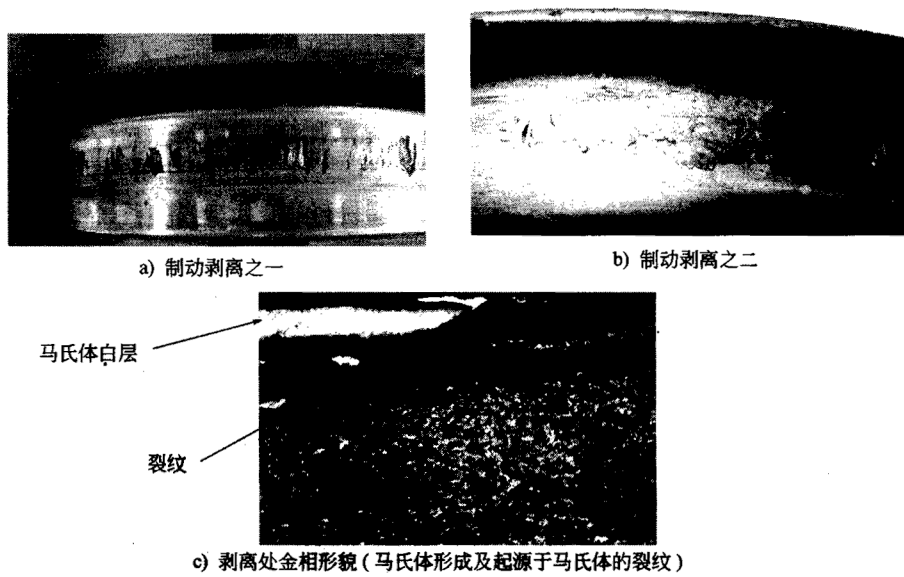 a) 制动剥离之一
b) 制动剥离之二
马氏体白层
裂纹
c) 剥离处金相形貌（马氏体形成及起源于马氏体的裂纹）